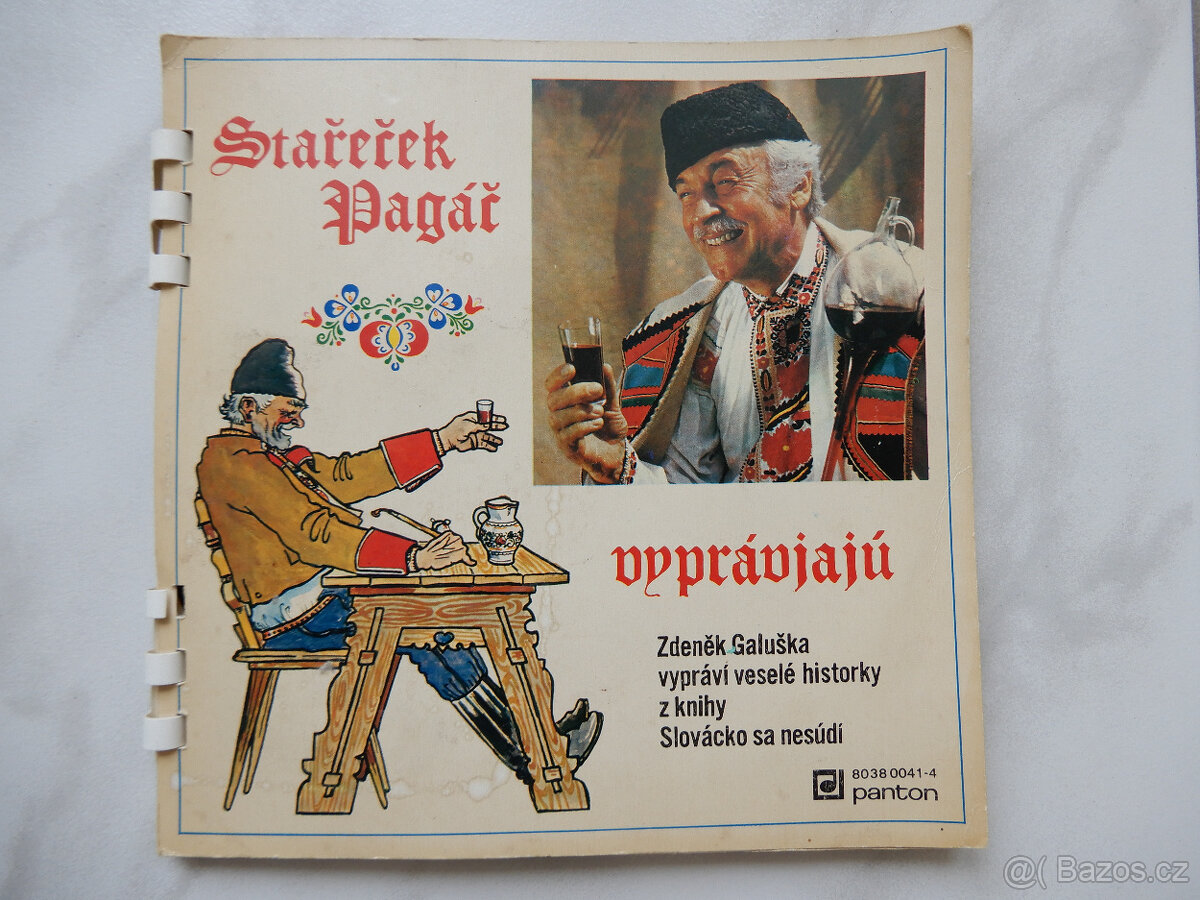 Stařeček
Pagáč
vyprávjajú
Zdeněk Galuška
vypráví veselé historky
z knihy
Slovácko sa nesúdí
8038 0041-4
panton
@( Bazos.cz